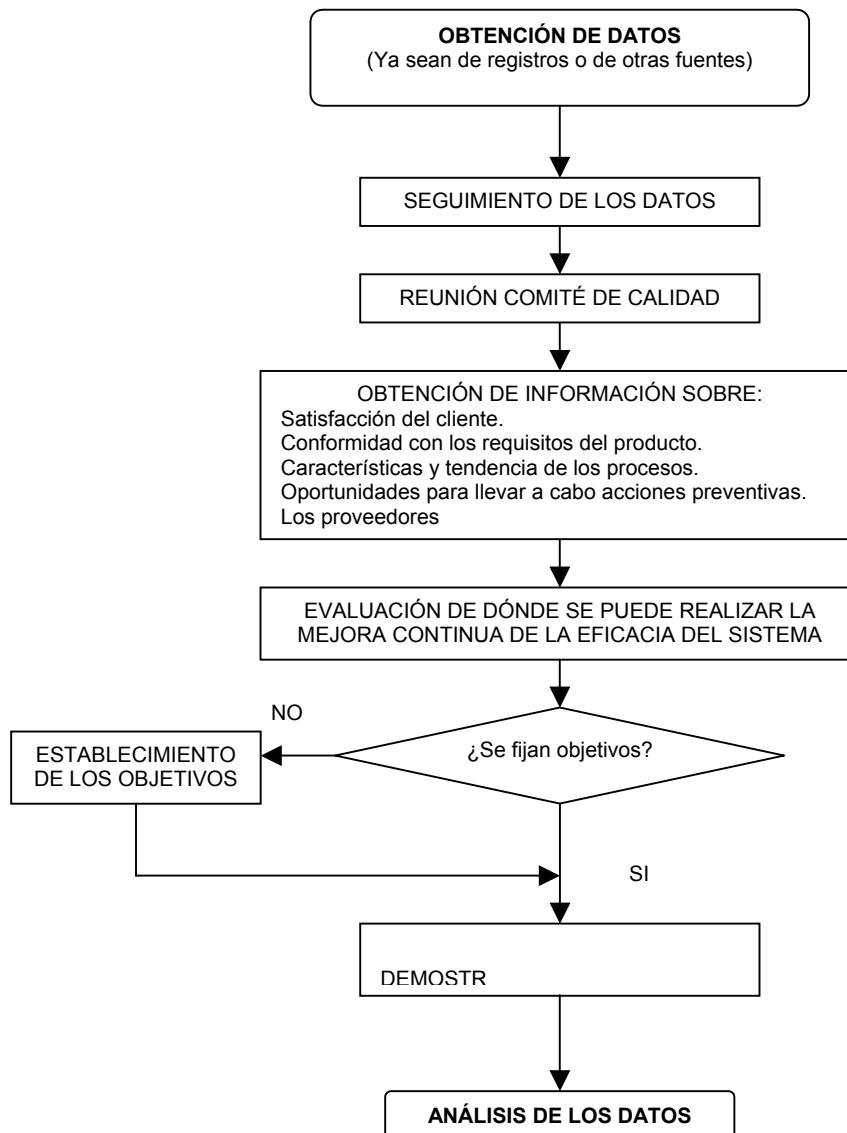 OBTENCIÓN DE DATOS
(Ya sean de registros o de otras fuentes)
SEGUIMIENTO DE LOS DATOS
REUNIÓN COMITÉ DE CALIDAD
OBTENCIÓN DE INFORMACIÓN SOBRE:
Satisfacción del cliente.
Conformidad con los requisitos del producto.
Características y tendencia de los procesos.
Oportunidades para llevar a cabo acciones preventivas.
Los proveedores
EVALUACIÓN DE DÓNDE SE PUEDE REALIZAR LA
MEJORA CONTINUA DE LA EFICACIA DEL SISTEMA
NO
¿Se fijan objetivos?
ESTABLECIMIENTO
DE LOS OBJETIVOS
SI
DEMOSTR
ANÁLISIS DE LOS DATOS